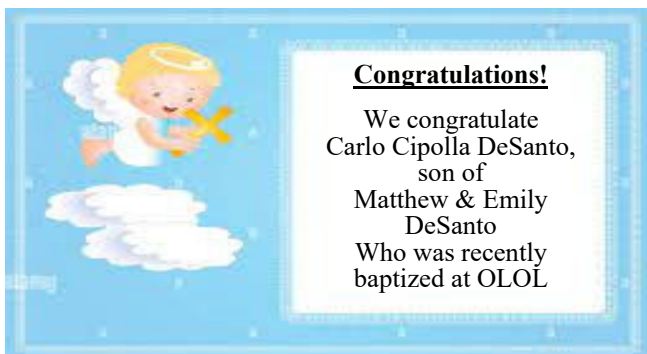 Congratulations!
We congratulate
Carlo Cipolla DeSanto,
son of
Matthew & Emily
DeSanto
Who was recently
baptized at OLOL